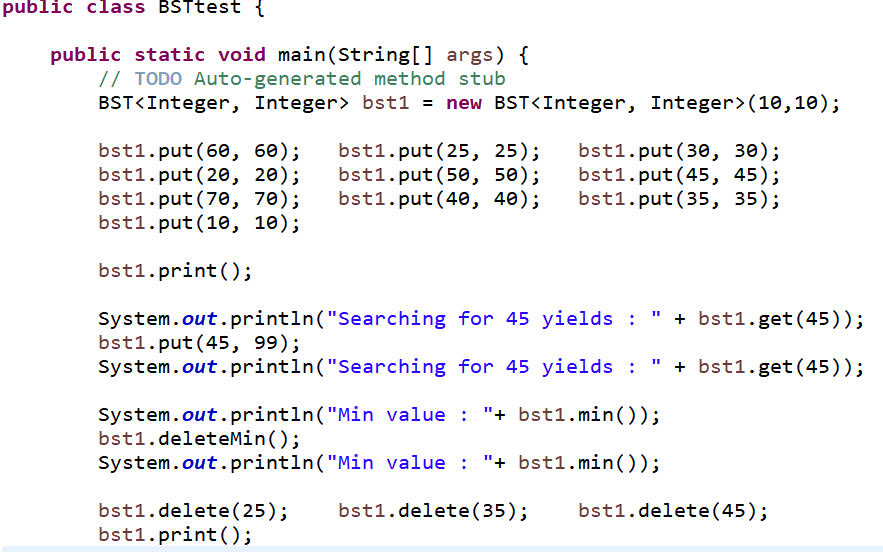 public class BSTtest {
public static void main(String[] args) {
// TODO Auto-generated method stub
BST<Integer, Integer> bst1 = new BST<Integer, Integer>(10,10);
bst1.put(60, 60);   bst1.put(25, 25);   bst1.put(30, 30);
bst1.put(20, 20);   bst1.put(50, 50);   bst1.put(45, 45);
bst1.put(70, 70);   bst1.put(40, 40);   bst1.put(35, 35);
bst1.put(10, 10);
bst1.print();
System.out.println("Searching for 45 yields : " + bst1.get(45));
bst1.put(45, 99);
System.out.println("Searching for 45 yields : " + bst1.get(45));
System.out.println("Min value : "+ bst1.min());
bst1.deleteMin();
System.out.println("Min value : "+ bst1.min());
bst1.delete(25);    bst1.delete(35);    bst1.delete(45);
bst1.print();